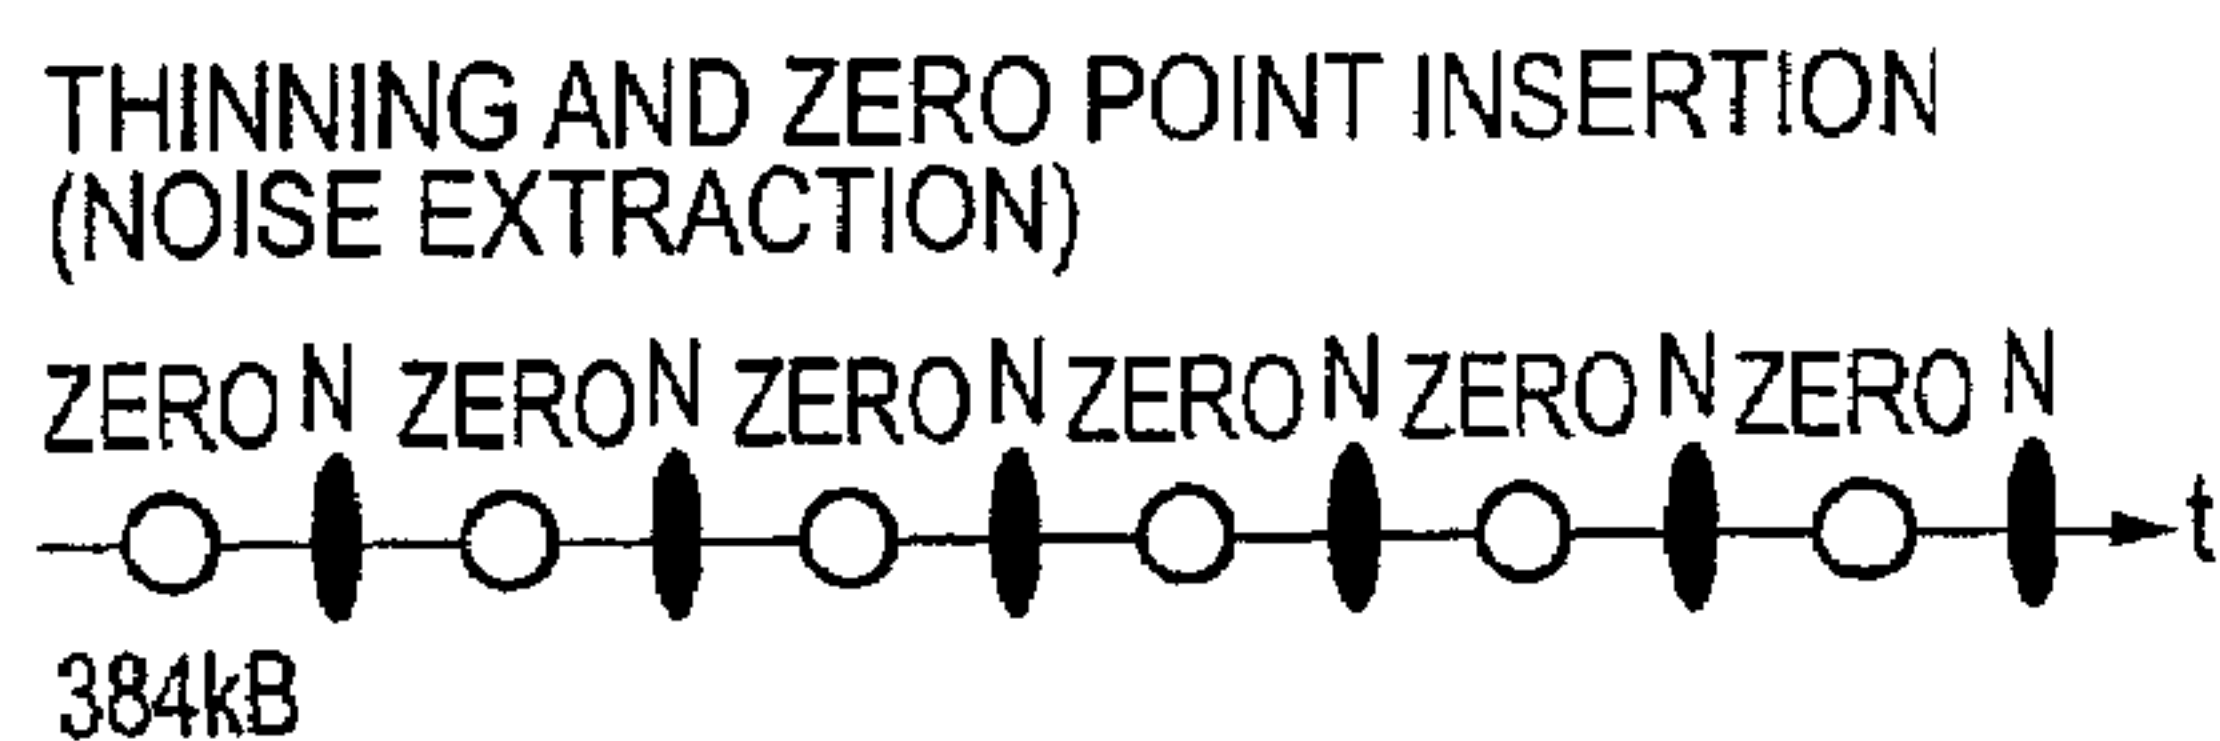 THINNING AND ZERO POINT INSERTION
(NOISE EXTRACTION)
ZERO N ZERO N ZERO N ZERO N ZERO N ZERO N
t
384kB